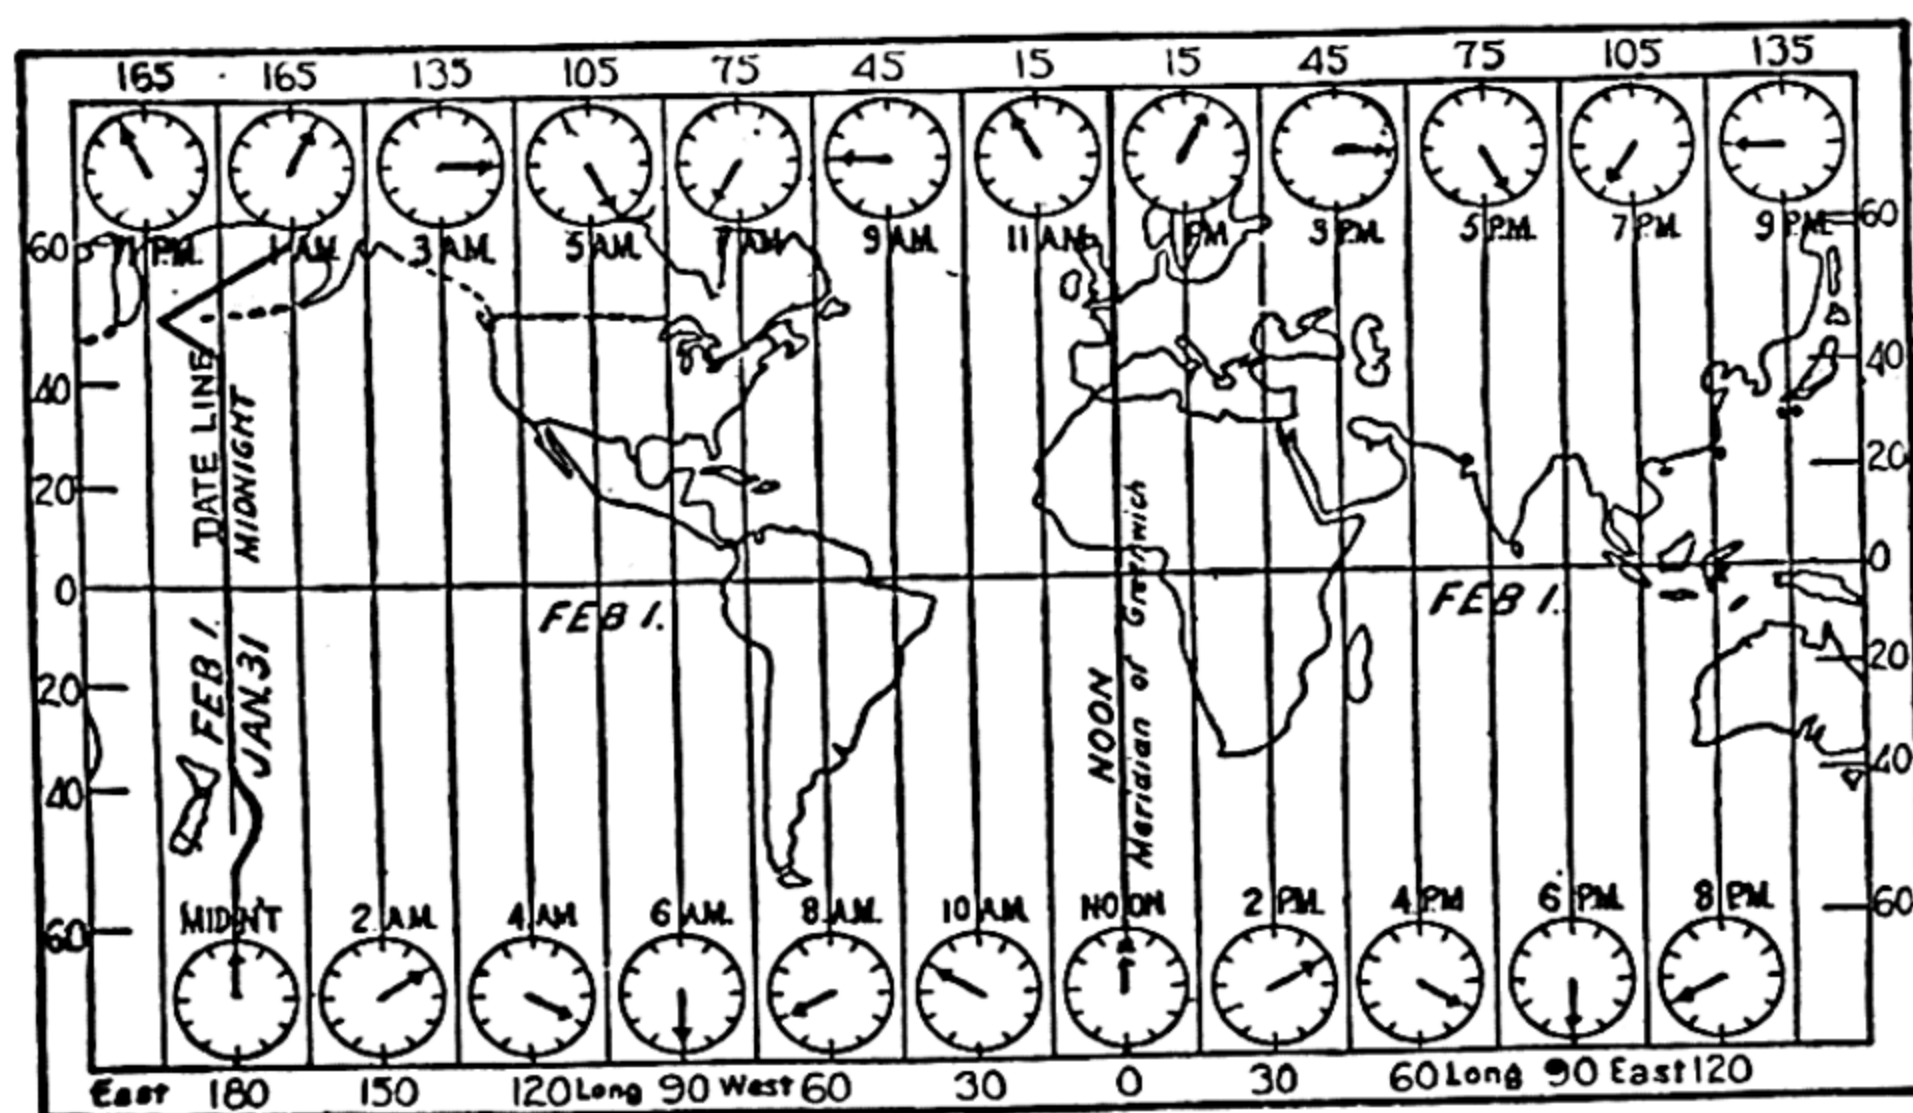 165 165 135 105 75 45 15 15 45 75 105 135
11 P.M. 1 A.M. 3 A.M. 5 A.M. 7 A.M. 9 A.M. 11 A.M. 1 P.M. 3 P.M. 5 P.M. 7 P.M. 9 P.M.
60 60
40 40
20 20
0 0
20 20
40 40
60 60
DATE LINE
MIDNIGHT
FEB 1.
JAN. 31
FEB 1.
NOON
Meridian of Greenwich
FEB 1.
MIDN'T 2 A.M. 4 A.M. 6 A.M. 8 A.M. 10 A.M. NOON 2 P.M. 4 P.M. 6 P.M. 8 P.M.
East 180 150 120 Long 90 West 60 30 0 30 60 Long 90 East 120